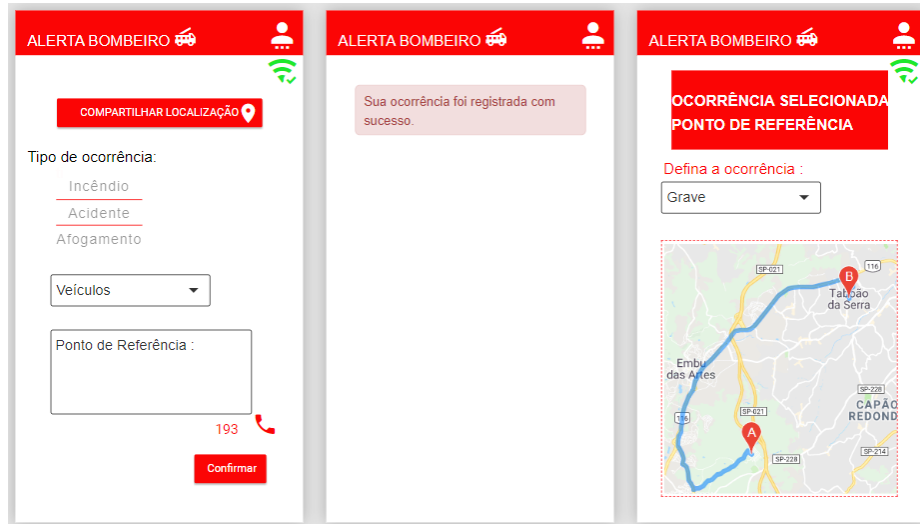 ALERTA BOMBEIRO
COMPARTILHAR LOCALIZAÇÃO
Tipo de ocorrência:
Incêndio
Acidente
Afogamento
Veículos
Ponto de Referência :
193
Confirmar
ALERTA BOMBEIRO
Sua ocorrência foi registrada com
sucesso.
ALERTA BOMBEIRO
OCORRÊNCIA SELECIONADA
PONTO DE REFERÊNCIA
Defina a ocorrência :
Grave
SP-021
116
B
Taboão
da Serra
Embu
das Artes
SP-228
CAPÃO
REDOND
116
SP-021
A
SP-228
SP-214